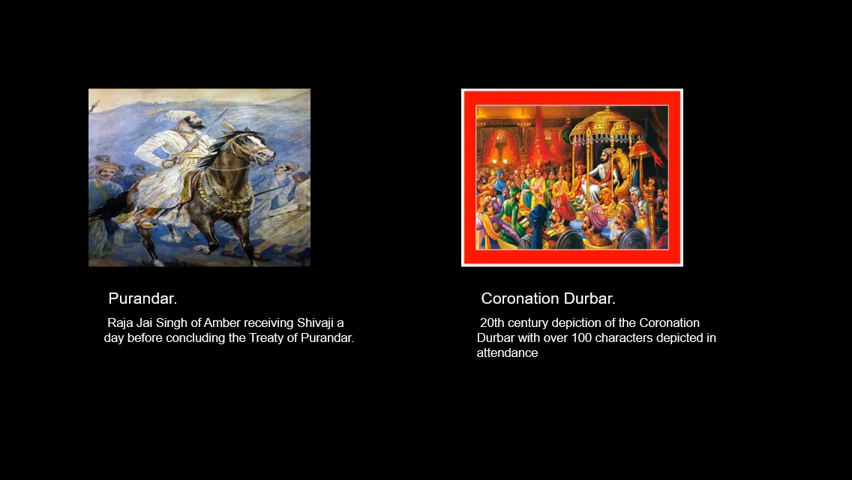 Purandar.
Raja Jai Singh of Amber receiving Shivaji a
day before concluding the Treaty of Purandar.
Coronation Durbar.
20th century depiction of the Coronation
Durbar with over 100 characters depicted in
attendance